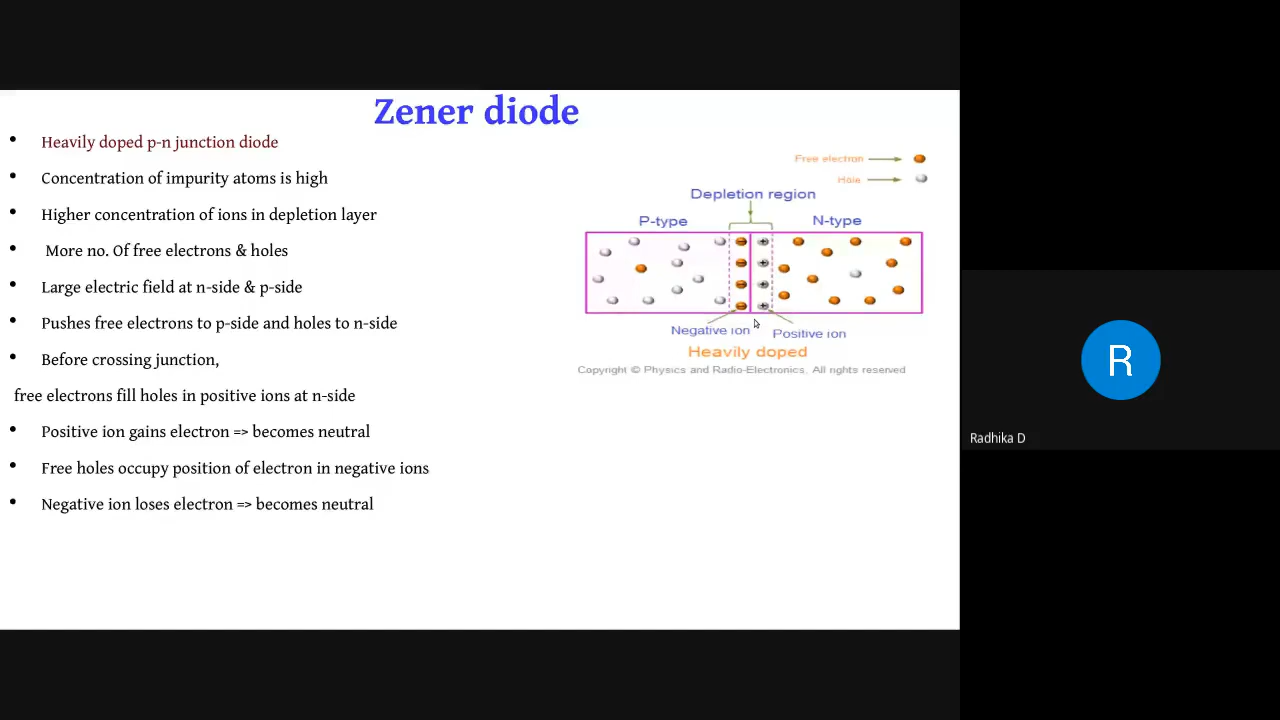 Zener diode
• Heavily doped p-n junction diode
• Concentration of impurity atoms is high
• Higher concentration of ions in depletion layer
• More no. Of free electrons & holes
• Large electric field at n-side & p-side
• Pushes free electrons to p-side and holes to n-side
• Before crossing junction,
free electrons fill holes in positive ions at n-side
• Positive ion gains electron => becomes neutral
• Free holes occupy position of electron in negative ions
• Negative ion loses electron => becomes neutral
Free electron
Hole
Depletion region
P-type N-type
Negative ion Positive ion
Heavily doped
Copyright © Physics and Radio-Electronics. All rights reserved
R
Radhika D